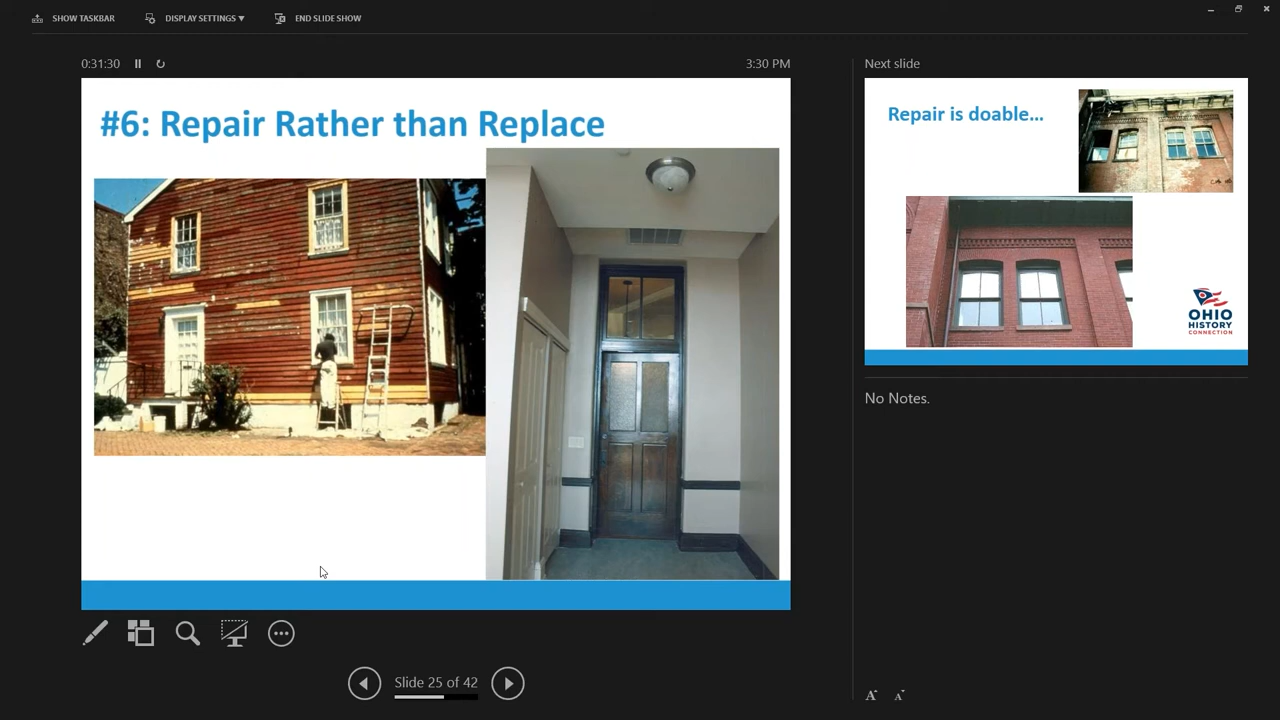 SHOW TASKBAR
DISPLAY SETTINGS ▼
END SLIDE SHOW
0:31:30
3:30 PM
Next slide
#6: Repair Rather than Replace
Repair is doable...
OHIO
HISTORY
CONNECTION
No Notes.
Slide 25 of 42
A
A